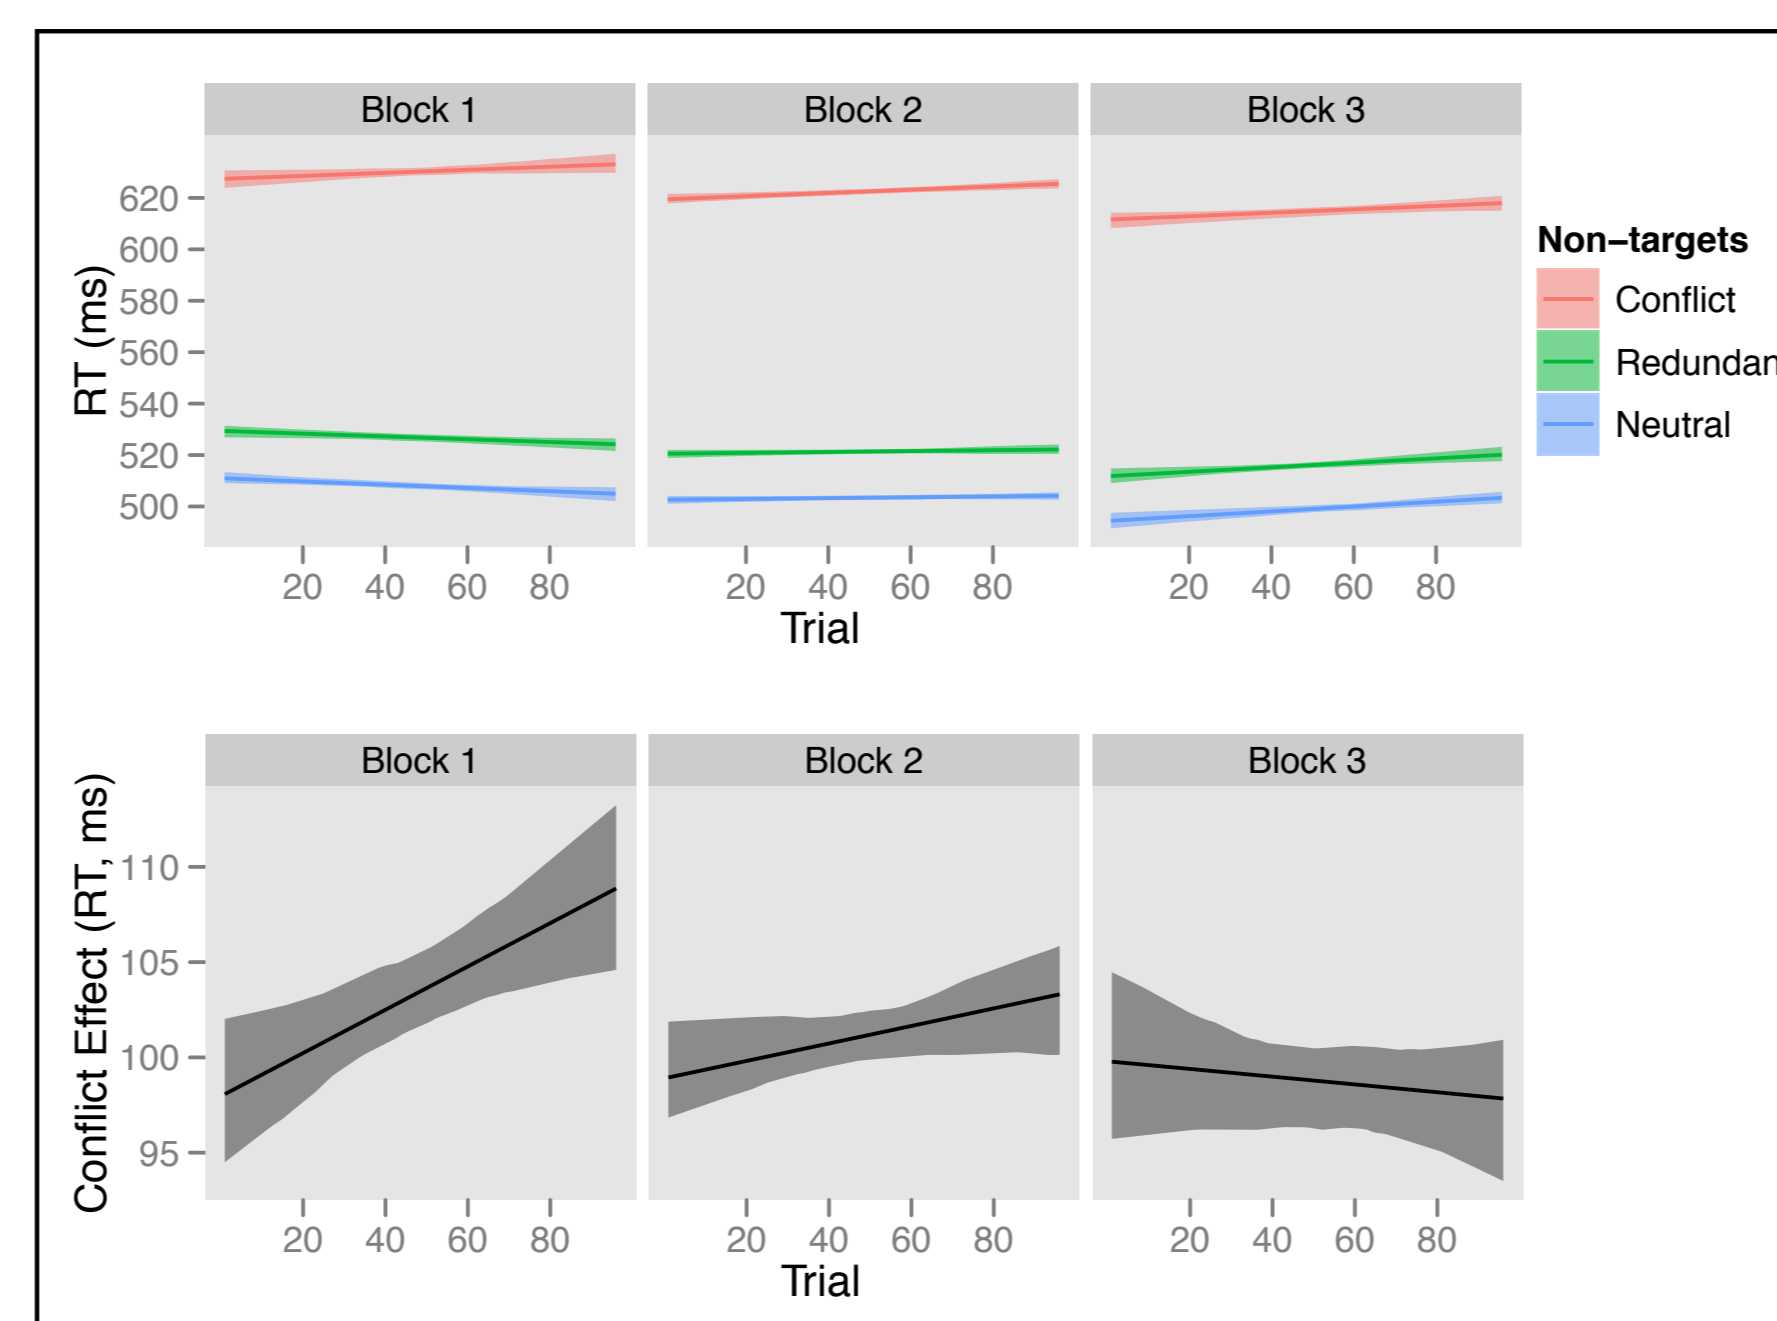 Block 1 Block 2 Block 3
RT (ms)
620
600
580
560
540
520
500
20 40 60 80 20 40 60 80 20 40 60 80
Trial
Non-targets
Conflict
Redundan
Neutral
Block 1 Block 2 Block 3
Conflict Effect (RT, ms)
110
105
100
95
20 40 60 80 20 40 60 80 20 40 60 80
Trial